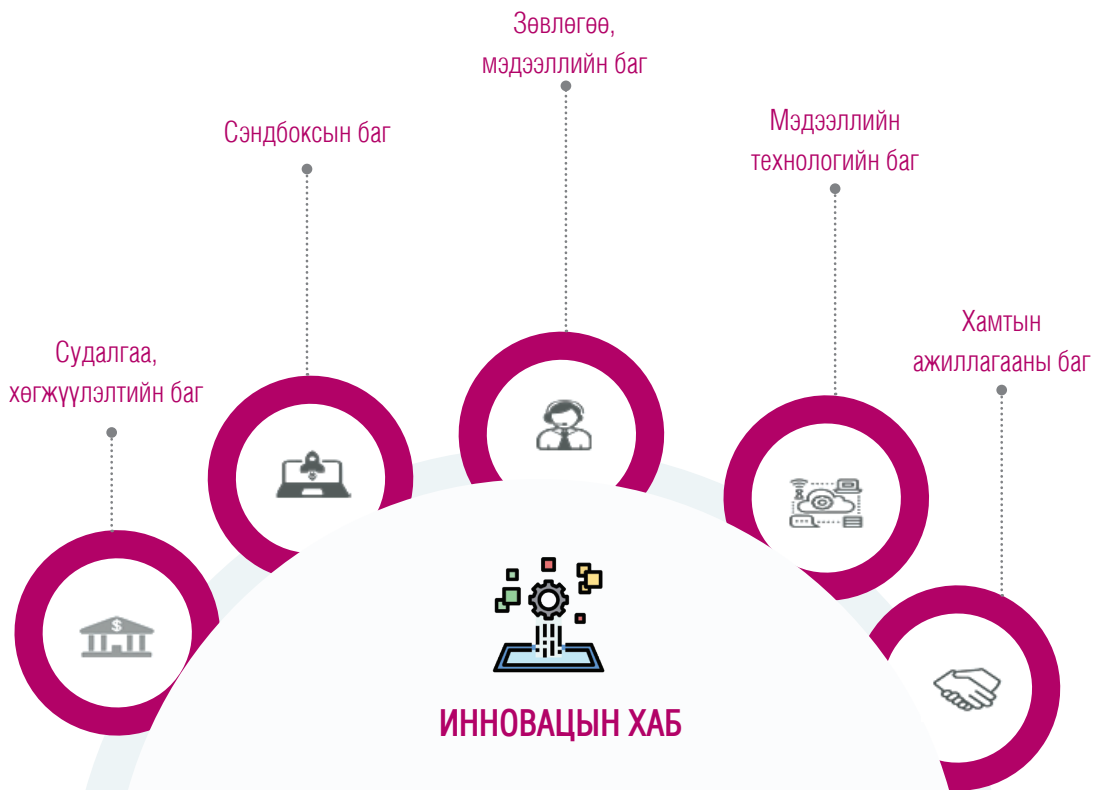 Зөвлөгөө,
мэдээллийн баг
Сэндбоксын баг
Мэдээллийн
технологийн баг
Хамтын
ажиллагааны баг
Судалгаа,
хөгжүүлэлтийн баг
$
ИННОВАЦЫН ХАБ